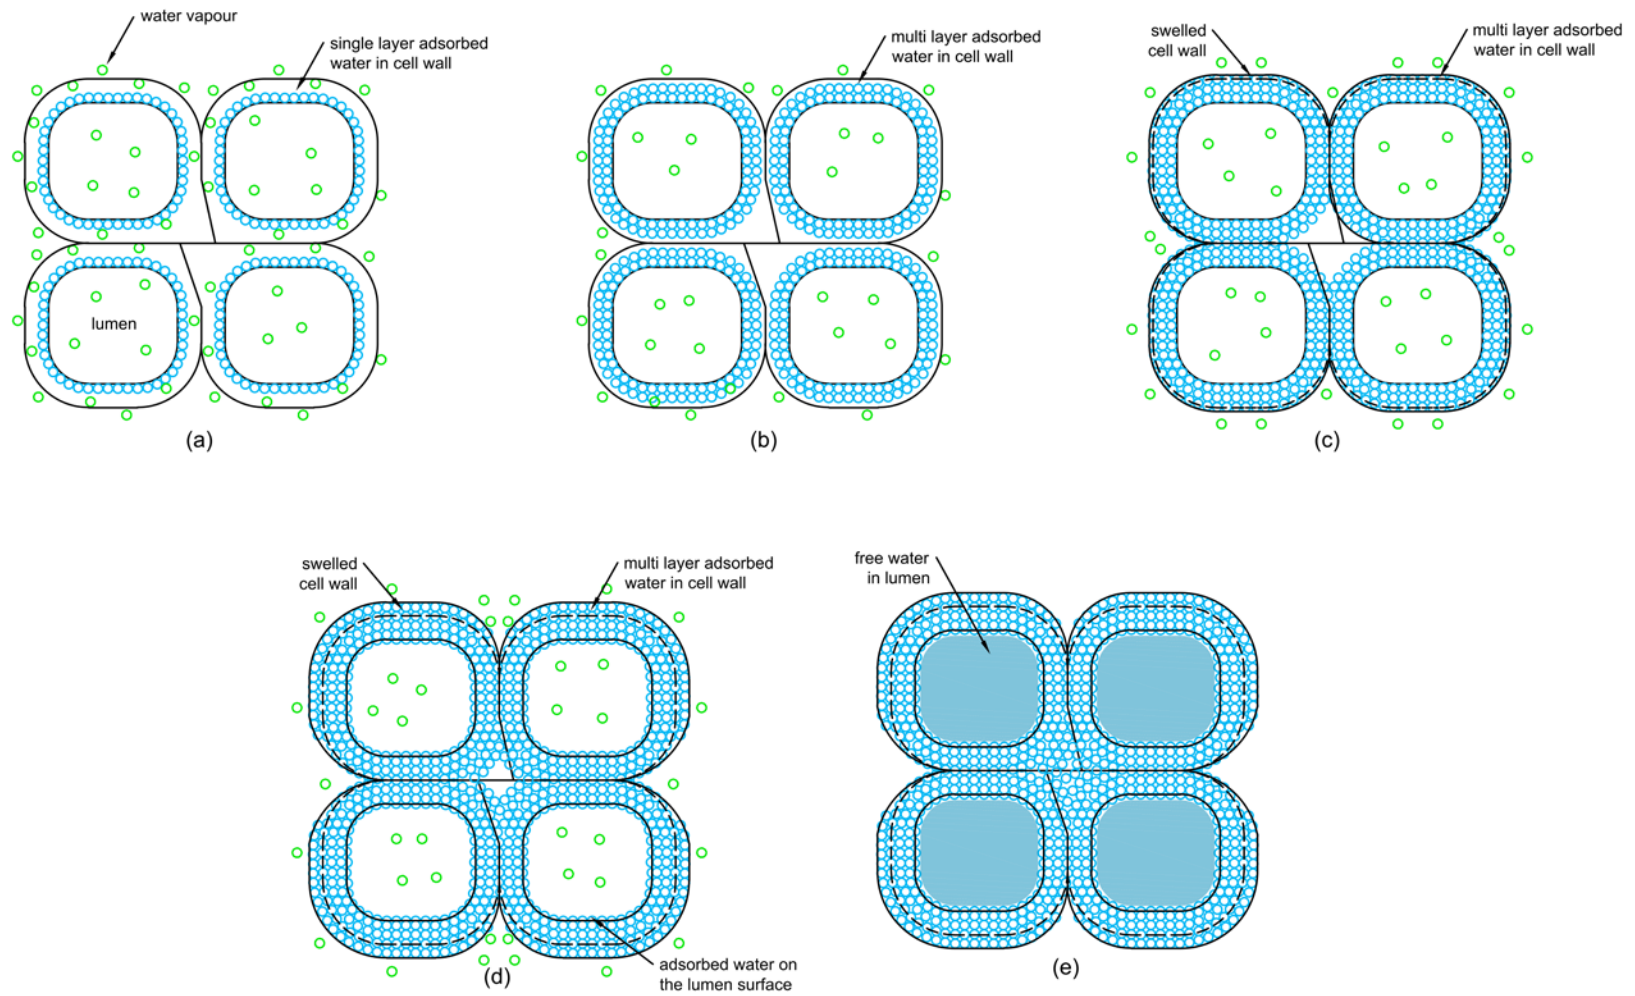 water vapour
single layer adsorbed
water in cell wall
lumen
(a)
multi layer adsorbed
water in cell wall
(b)
swelled
cell wall
multi layer adsorbed
water in cell wall
(c)
swelled
cell wall
multi layer adsorbed
water in cell wall
adsorbed water on
the lumen surface
(d)
free water
in lumen
(e)